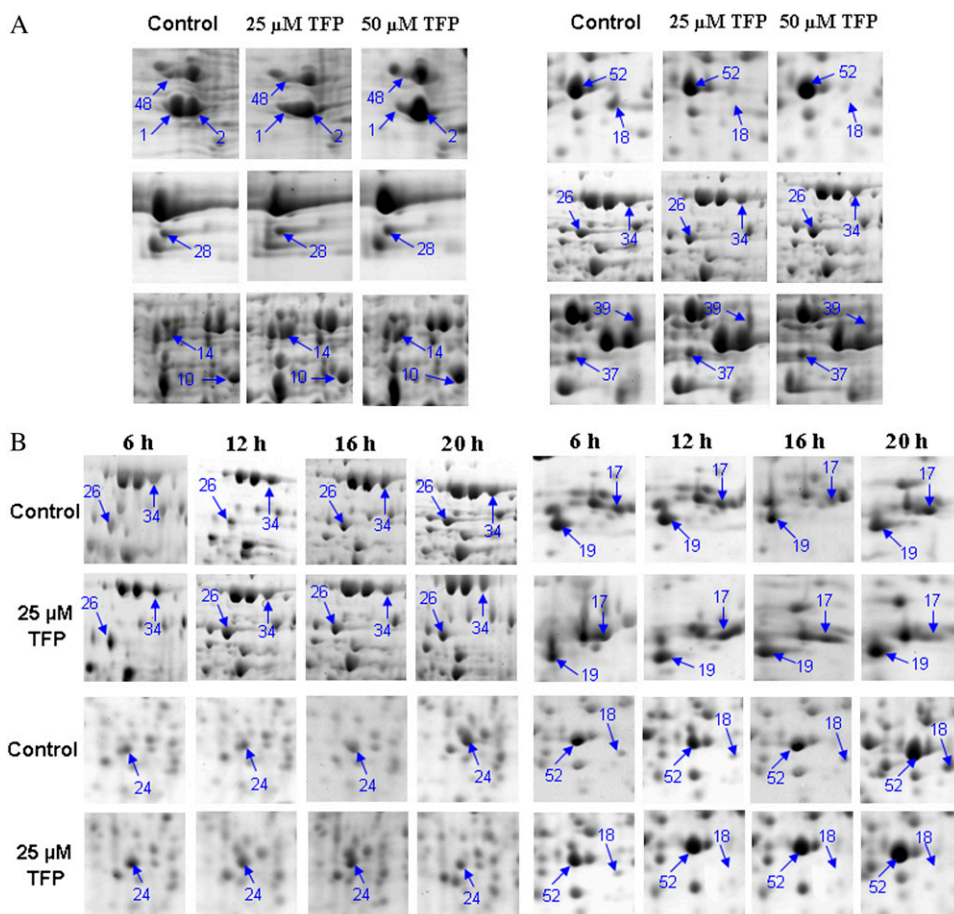 A
Control 25 µM TFP 50 µM TFP Control 25 µM TFP 50 µM TFP
52 52 52
48 48 48
1 2 1 2 1 2
18 18 18
26 26 26
28 28 28
34 34 34
39 39 39
14 14 14
10 10 10
37 37 37
B
6 h 12 h 16 h 20 h 6 h 12 h 16 h 20 h
26 26 26 26 17 17 17 17
Control
34 34 34 34
19 19 19 19
26 26 26 26 17 17 17 17
25 µM
TFP
34 34 34 34
19 19 19 19
18 18 18 18
Control
24 24 24 24 52 52 52 52
18 18 18 18
25 µM
TFP
24 24 24 24 52 52 52 52